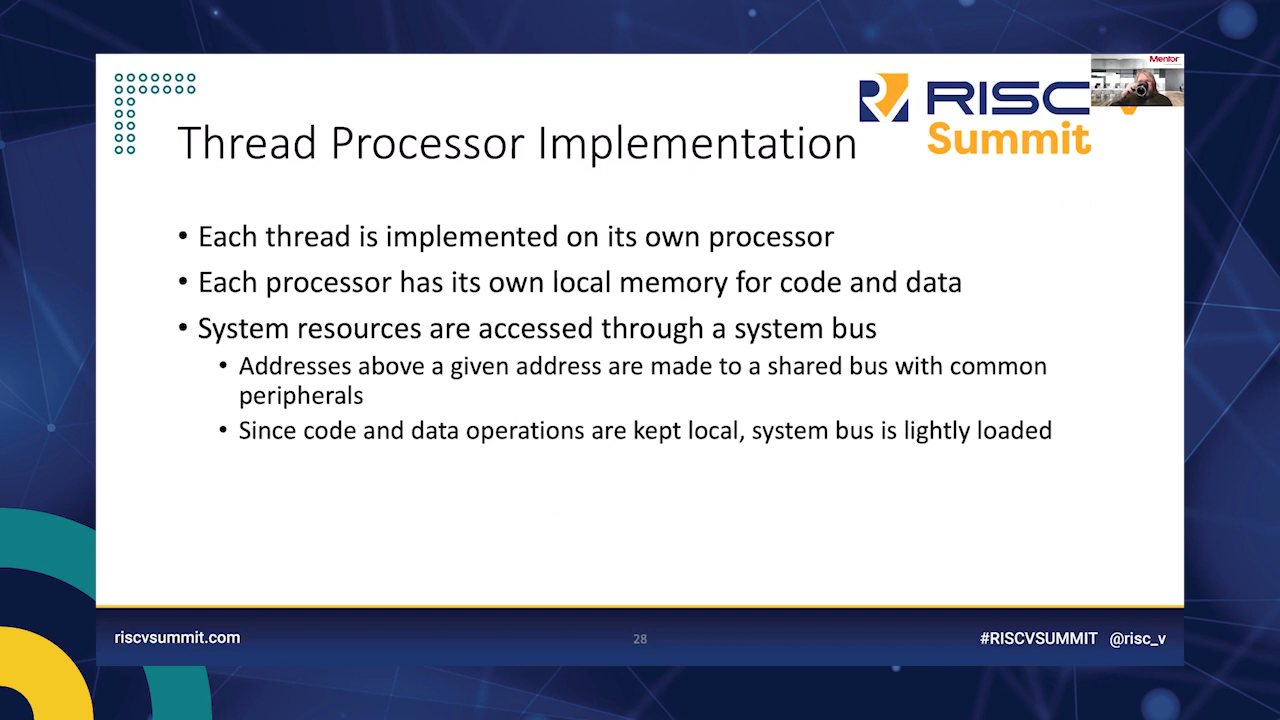 Mentor
RISC
Summit
Thread Processor Implementation
• Each thread is implemented on its own processor
• Each processor has its own local memory for code and data
• System resources are accessed through a system bus
• Addresses above a given address are made to a shared bus with common
peripherals
• Since code and data operations are kept local, system bus is lightly loaded
riscvsummit.com
28
#RISCVSUMMIT @risc_v